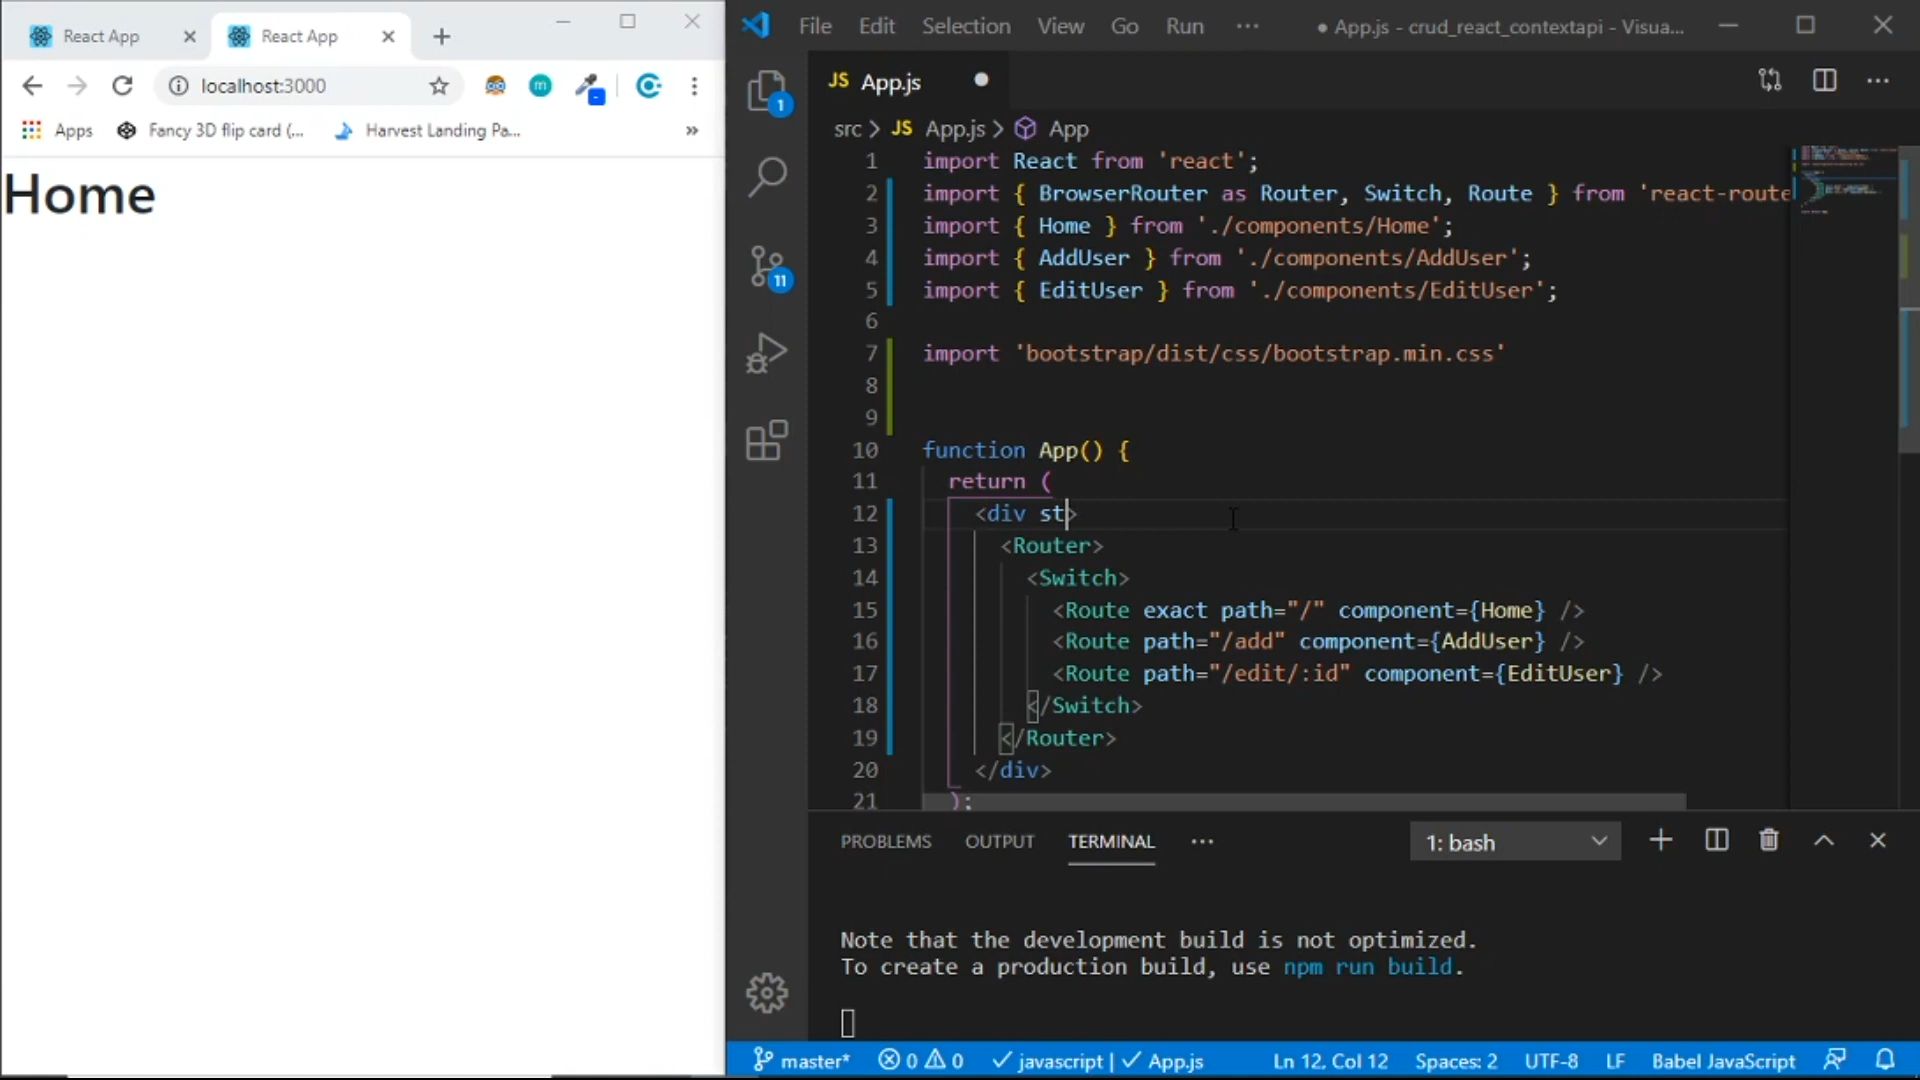 React App
React App
localhost:3000
Apps
Fancy 3D flip card (...
Harvest Landing Pa...
»
Home
File Edit Selection View Go Run ···
● App.js - crud_react_contextapi - Visua...
JS App.js ●
1
11
src > JS App.js > App
1 import React from 'react';
2 import { BrowserRouter as Router, Switch, Route } from 'react-route
3 import { Home } from './components/Home';
4 import { AddUser } from './components/AddUser';
5 import { EditUser } from './components/EditUser';
6
7 import 'bootstrap/dist/css/bootstrap.min.css'
8
9
10 function App() {
11 return (
12 <div st>
13 <Router>
14 <Switch>
15 <Route exact path="/" component={Home} />
16 <Route path="/add" component={AddUser} />
17 <Route path="/edit/:id" component={EditUser} />
18 </Switch>
19 </Router>
20 </div>
21 );
PROBLEMS OUTPUT TERMINAL ···
1: bash
Note that the development build is not optimized.
To create a production build, use npm run build.
master* 0 0 javascript | App.js
Ln 12, Col 12 Spaces: 2 UTF-8 LF Babel JavaScript